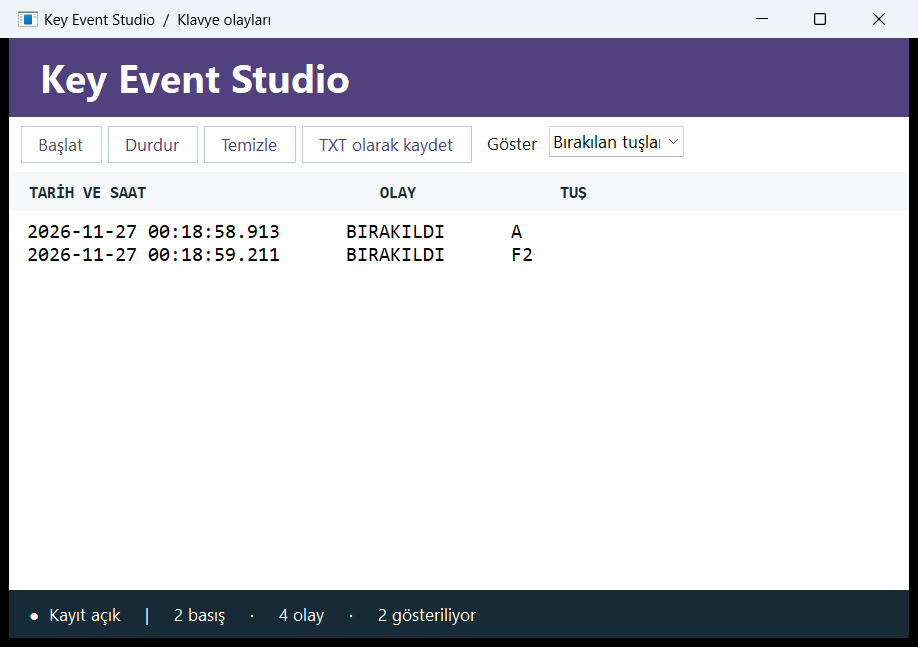 Key Event Studio / Klavye olayları
Key Event Studio
Başlat Durdur Temizle TXT olarak kaydet Göster Bırakılan tuşlar
TARİH VE SAAT OLAY TUŞ
2026-11-27 00:18:58.913 BIRAKILDI A
2026-11-27 00:18:59.211 BIRAKILDI F2
● Kayıt açık | 2 basış · 4 olay · 2 gösteriliyor